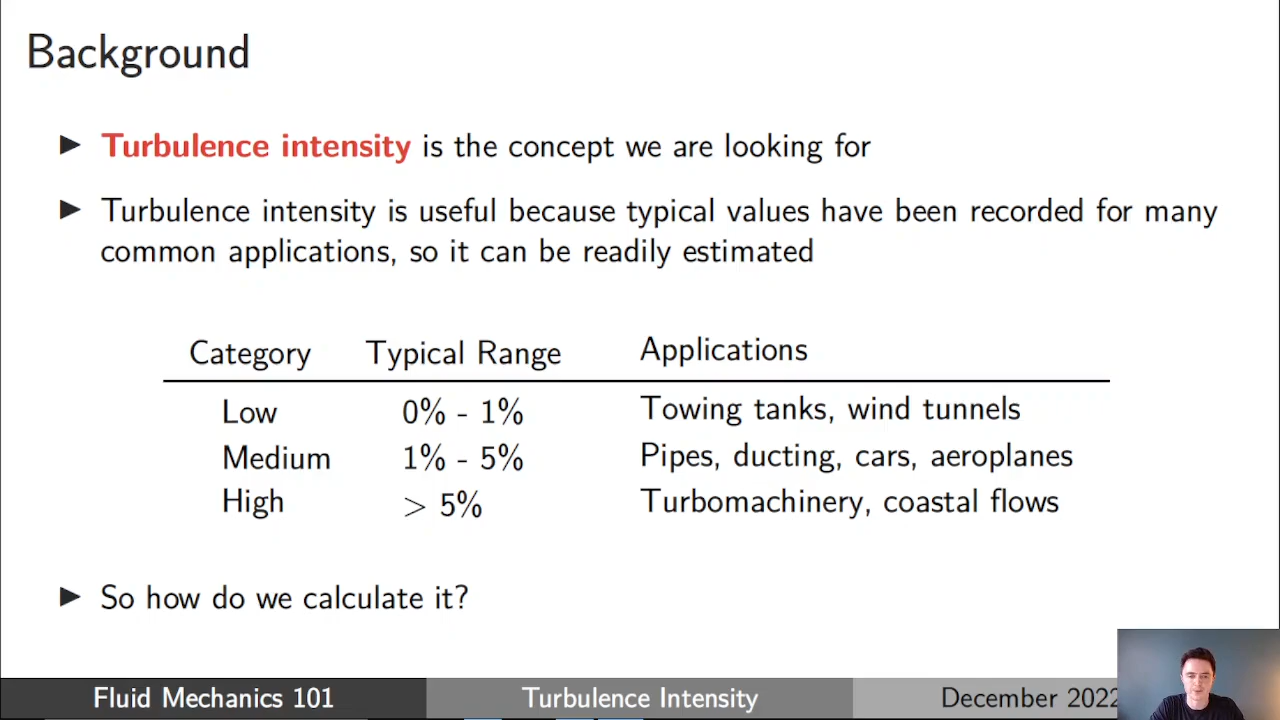 Background
▶ Turbulence intensity is the concept we are looking for
▶ Turbulence intensity is useful because typical values have been recorded for many
common applications, so it can be readily estimated
Category Typical Range Applications
Low 0% - 1% Towing tanks, wind tunnels
Medium 1% - 5% Pipes, ducting, cars, aeroplanes
High > 5% Turbomachinery, coastal flows
▶ So how do we calculate it?
Fluid Mechanics 101 Turbulence Intensity December 2022